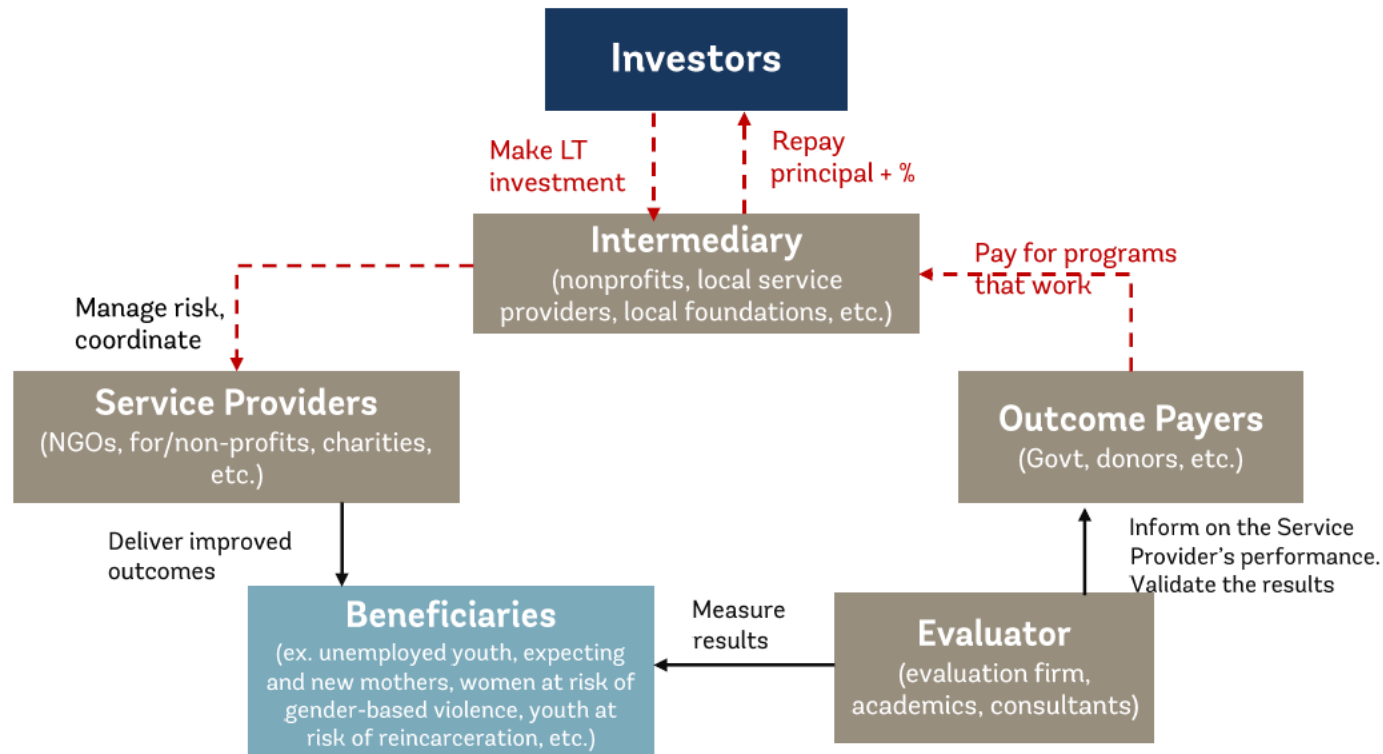 Investors
Make LT
investment
Repay
principal + %
Intermediary
(nonprofits, local service
providers, local foundations, etc.)
Pay for programs
that work
Manage risk,
coordinate
Service Providers
(NGOs, for/non-profits, charities,
etc.)
Outcome Payers
(Govt, donors, etc.)
Deliver improved
outcomes
Inform on the Service
Provider's performance.
Validate the results
Beneficiaries
(ex. unemployed youth, expecting
and new mothers, women at risk of
gender-based violence, youth at
risk of reincarceration, etc.)
Measure
results
Evaluator
(evaluation firm,
academics, consultants)